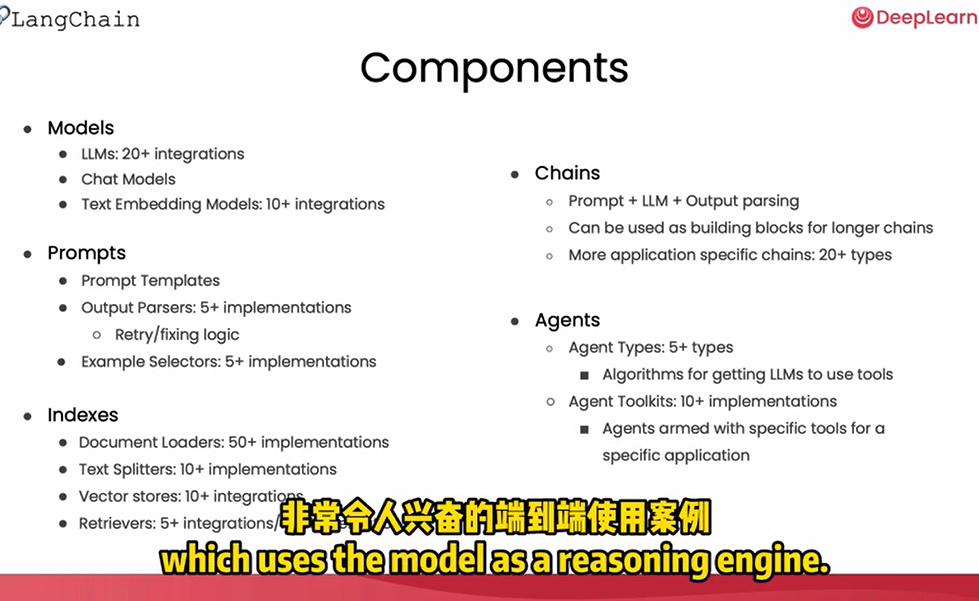 LangChain
DeepLearn
Components
Models
LLMs: 20+ integrations
Chat Models
Text Embedding Models: 10+ integrations
Prompts
Prompt Templates
Output Parsers: 5+ implementations
Retry/fixing logic
Example Selectors: 5+ implementations
Indexes
Document Loaders: 50+ implementations
Text Splitters: 10+ implementations
Vector stores: 10+ integrations
Retrievers: 5+ integrations/
Chains
Prompt + LLM + Output parsing
Can be used as building blocks for longer chains
More application specific chains: 20+ types
Agents
Agent Types: 5+ types
Algorithms for getting LLMs to use tools
Agent Toolkits: 10+ implementations
Agents armed with specific tools for a
specific application
非常令人兴奋的端到端使用案例
which uses the model as a reasoning engine.